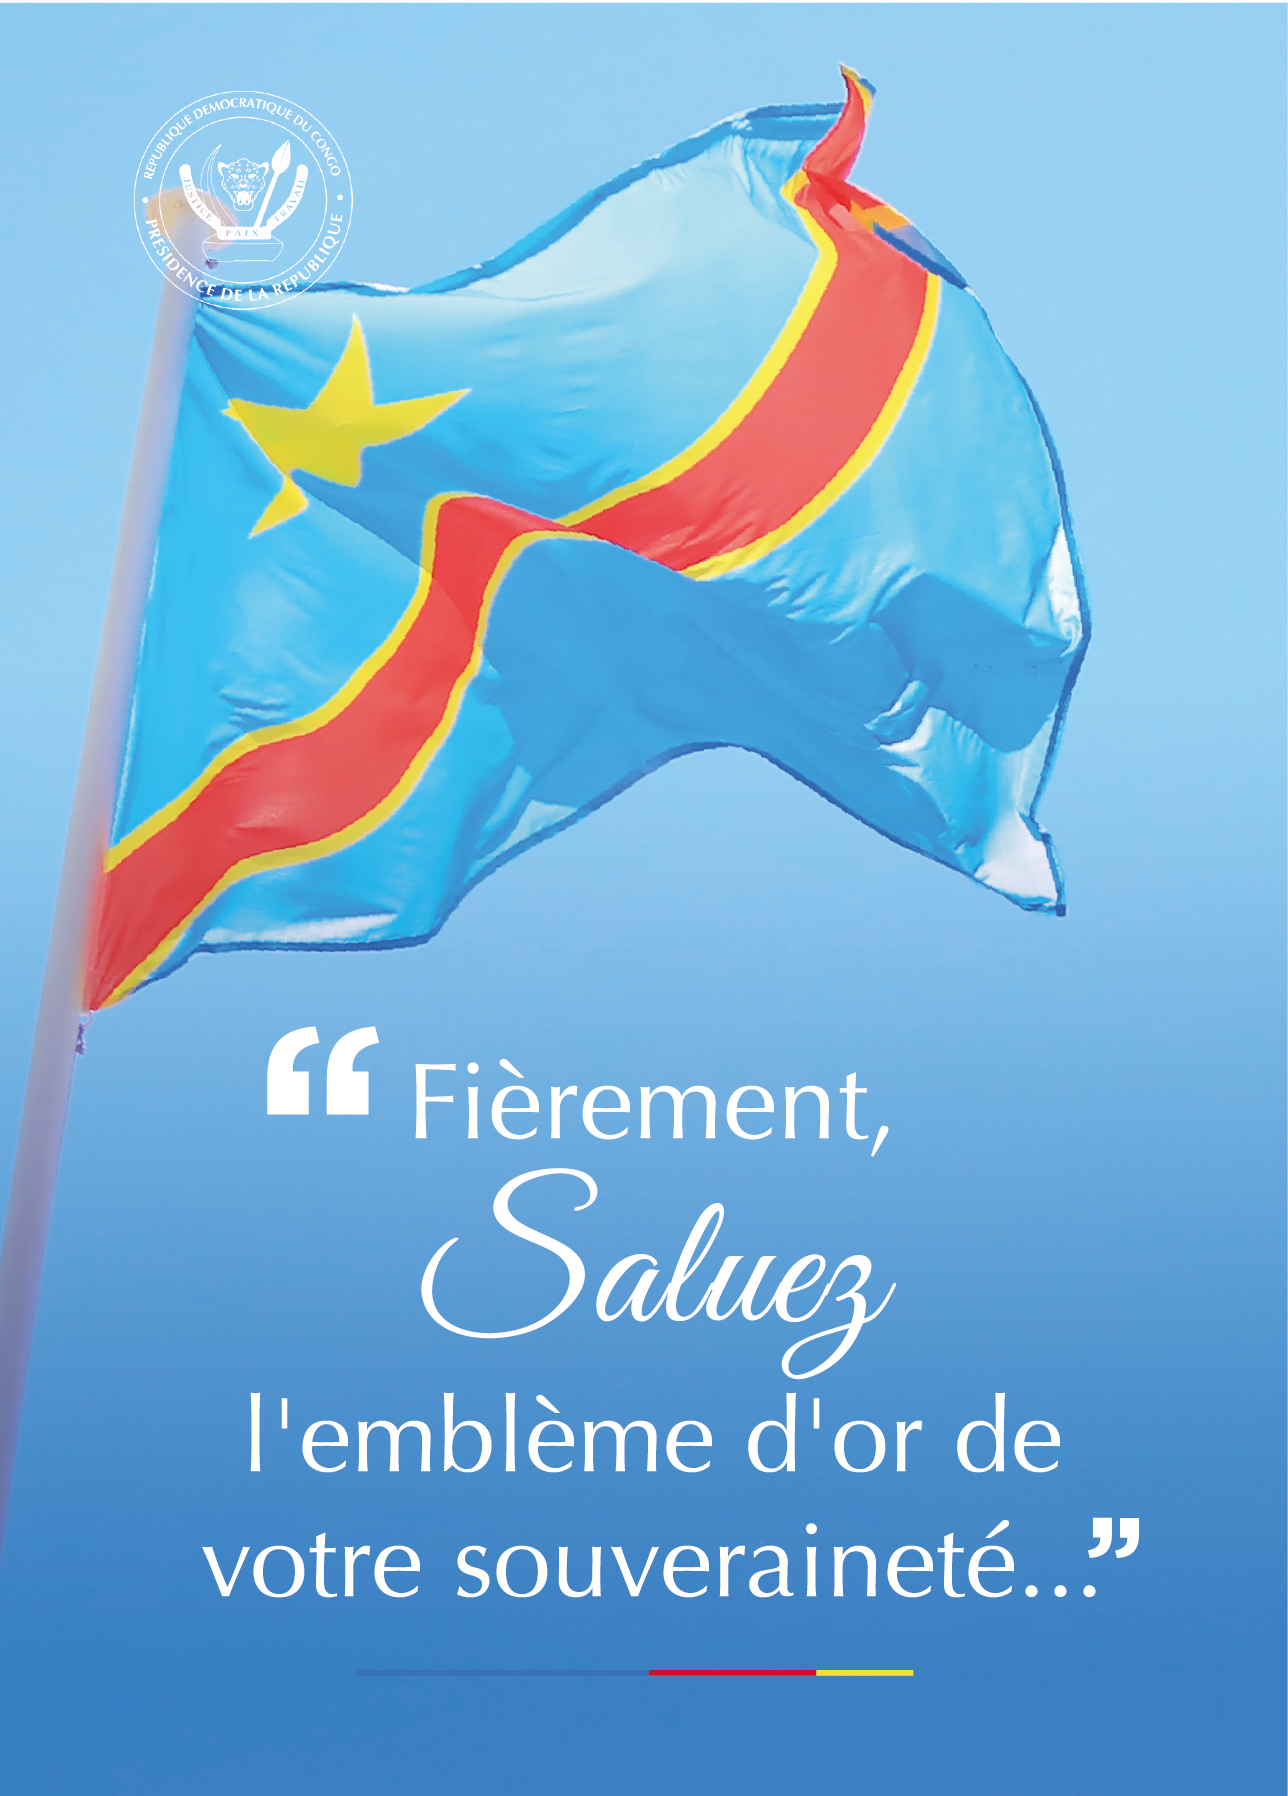 REPUBLIQUE DEMOCRATIQUE DU CONGO
JUSTICE
PAIX
TRAVAIL
PRESIDENCE DE LA REPUBLIQUE
“ Fièrement,
Saluez
l'emblème d'or de
votre souveraineté...”